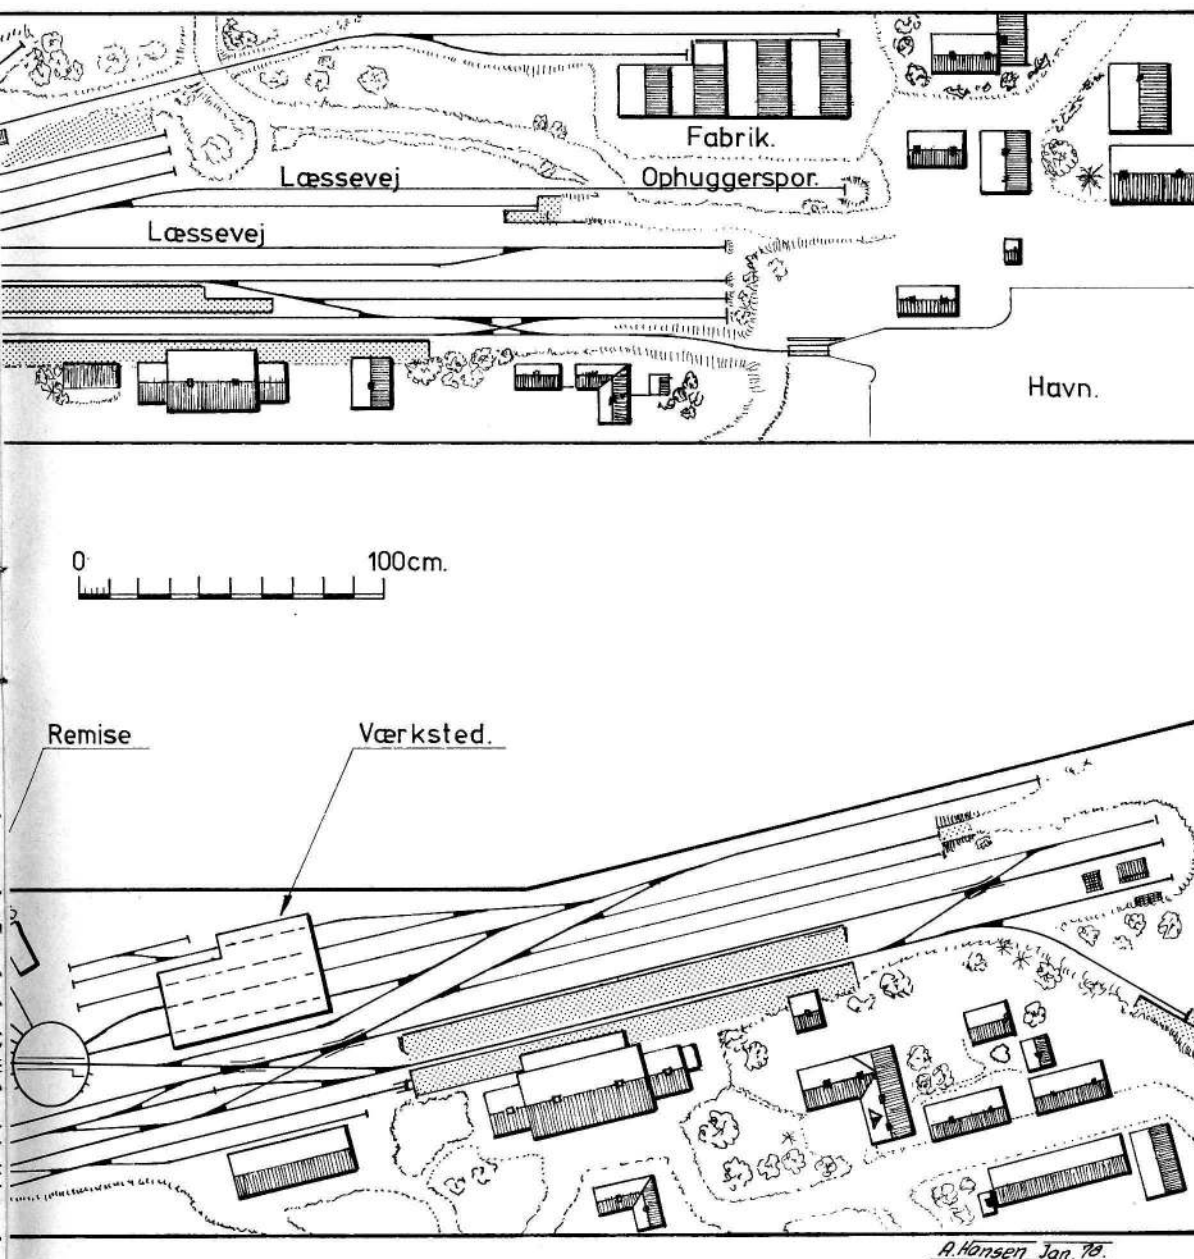 Fabrik.
Læssevej
Ophuggerspor.
Læssevej
Havn.
0 100cm.
Remise
Værksted.
A. Hansen Jan. 78.